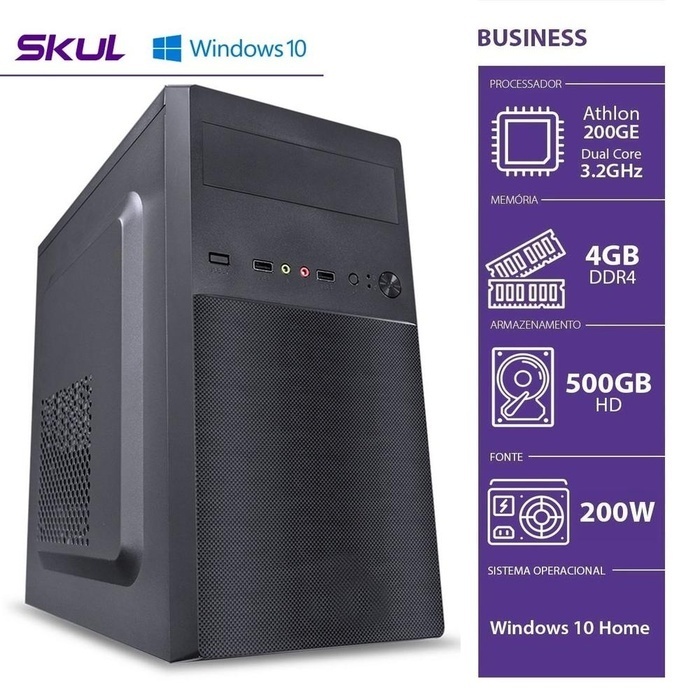 SKUL
Windows 10
BUSINESS
PROCESSADOR
Athlon
200GE
Dual Core
3.2GHz
MEMÓRIA
4GB
DDR4
ARMAZENAMENTO
500GB
HD
FONTE
200W
SISTEMA OPERACIONAL
Windows 10 Home